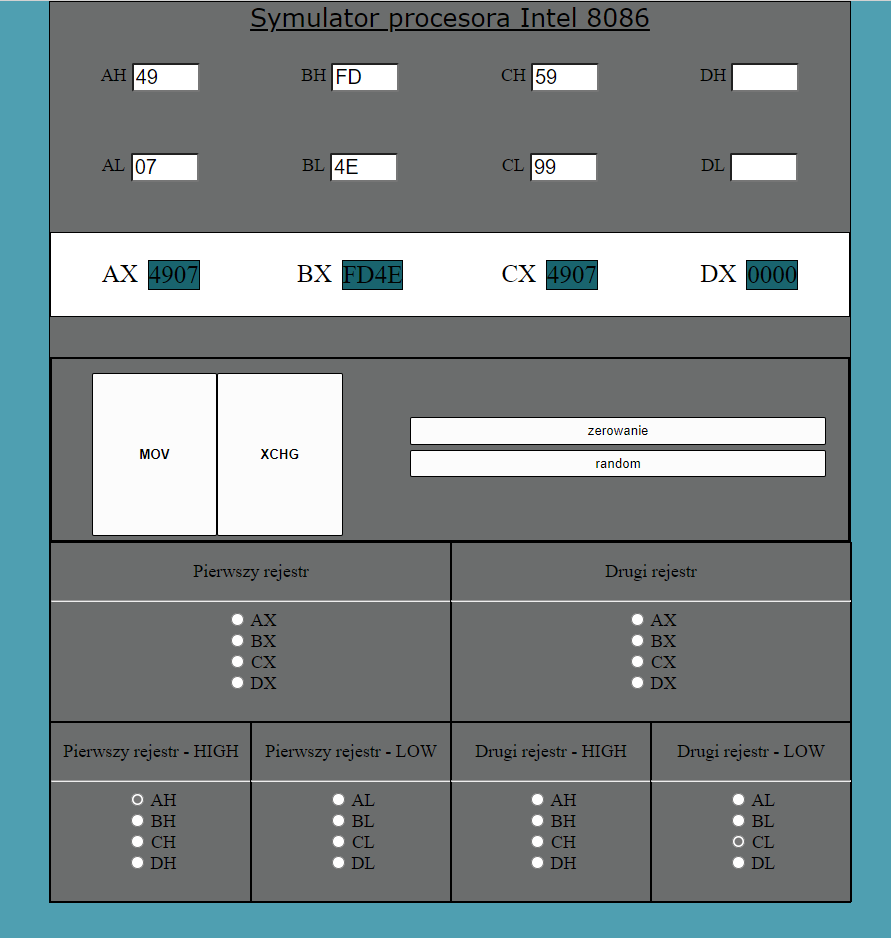 Symulator procesora Intel 8086
AH 49 BH FD CH 59 DH
AL 07 BL 4E CL 99 DL
AX 4907 BX FD4E CX 4907 DX 0000
MOV XCHG
zerowanie
random
Pierwszy rejestr Drugi rejestr
AX AX
BX BX
CX CX
DX DX
Pierwszy rejestr - HIGH Pierwszy rejestr - LOW Drugi rejestr - HIGH Drugi rejestr - LOW
AH AL AH AL
BH BL BH BL
CH CL CH CL
DH DL DH DL